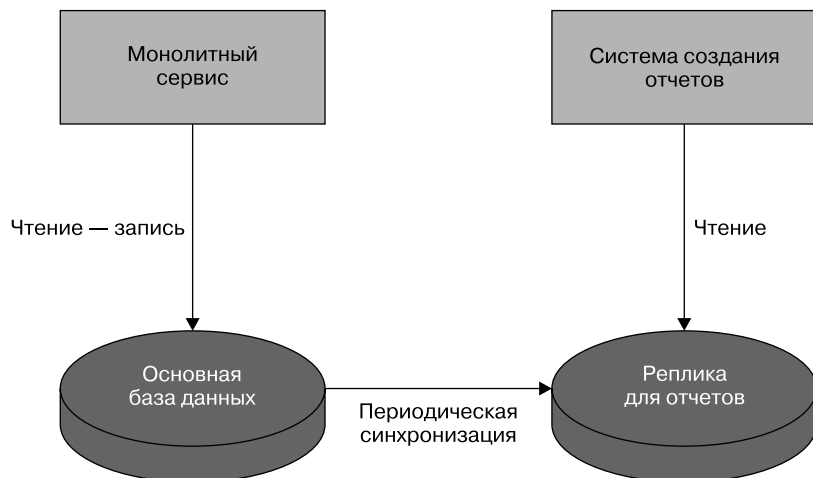 Монолитный
сервис
Система создания
отчетов
Чтение — запись
Чтение
Основная
база данных
Периодическая
синхронизация
Реплика
для отчетов